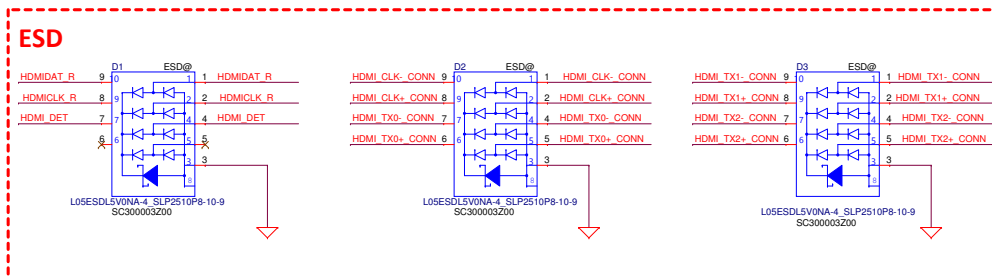 ESD
D1 ESD@
HDMIDAT_R 9 10 1 1 HDMIDAT_R
HDMICLK_R 8 9 2 2 HDMICLK_R
HDMI_DET 7 7 4 4 HDMI_DET
6 6 5 5
3 3
8
L05ESDL5V0NA-4_SLP2510P8-10-9
SC300003Z00
D2 ESD@
HDMI_CLK-_CONN 9 10 1 1 HDMI_CLK-_CONN
HDMI_CLK+_CONN 8 9 2 2 HDMI_CLK+_CONN
HDMI_TX0-_CONN 7 7 4 4 HDMI_TX0-_CONN
HDMI_TX0+_CONN 6 6 5 5 HDMI_TX0+_CONN
3 3
8
L05ESDL5V0NA-4_SLP2510P8-10-9
SC300003Z00
D3 ESD@
HDMI_TX1-_CONN 9 10 1 1 HDMI_TX1-_CONN
HDMI_TX1+_CONN 8 9 2 2 HDMI_TX1+_CONN
HDMI_TX2-_CONN 7 7 4 4 HDMI_TX2-_CONN
HDMI_TX2+_CONN 6 6 5 5 HDMI_TX2+_CONN
3 3
8
L05ESDL5V0NA-4_SLP2510P8-10-9
SC300003Z00